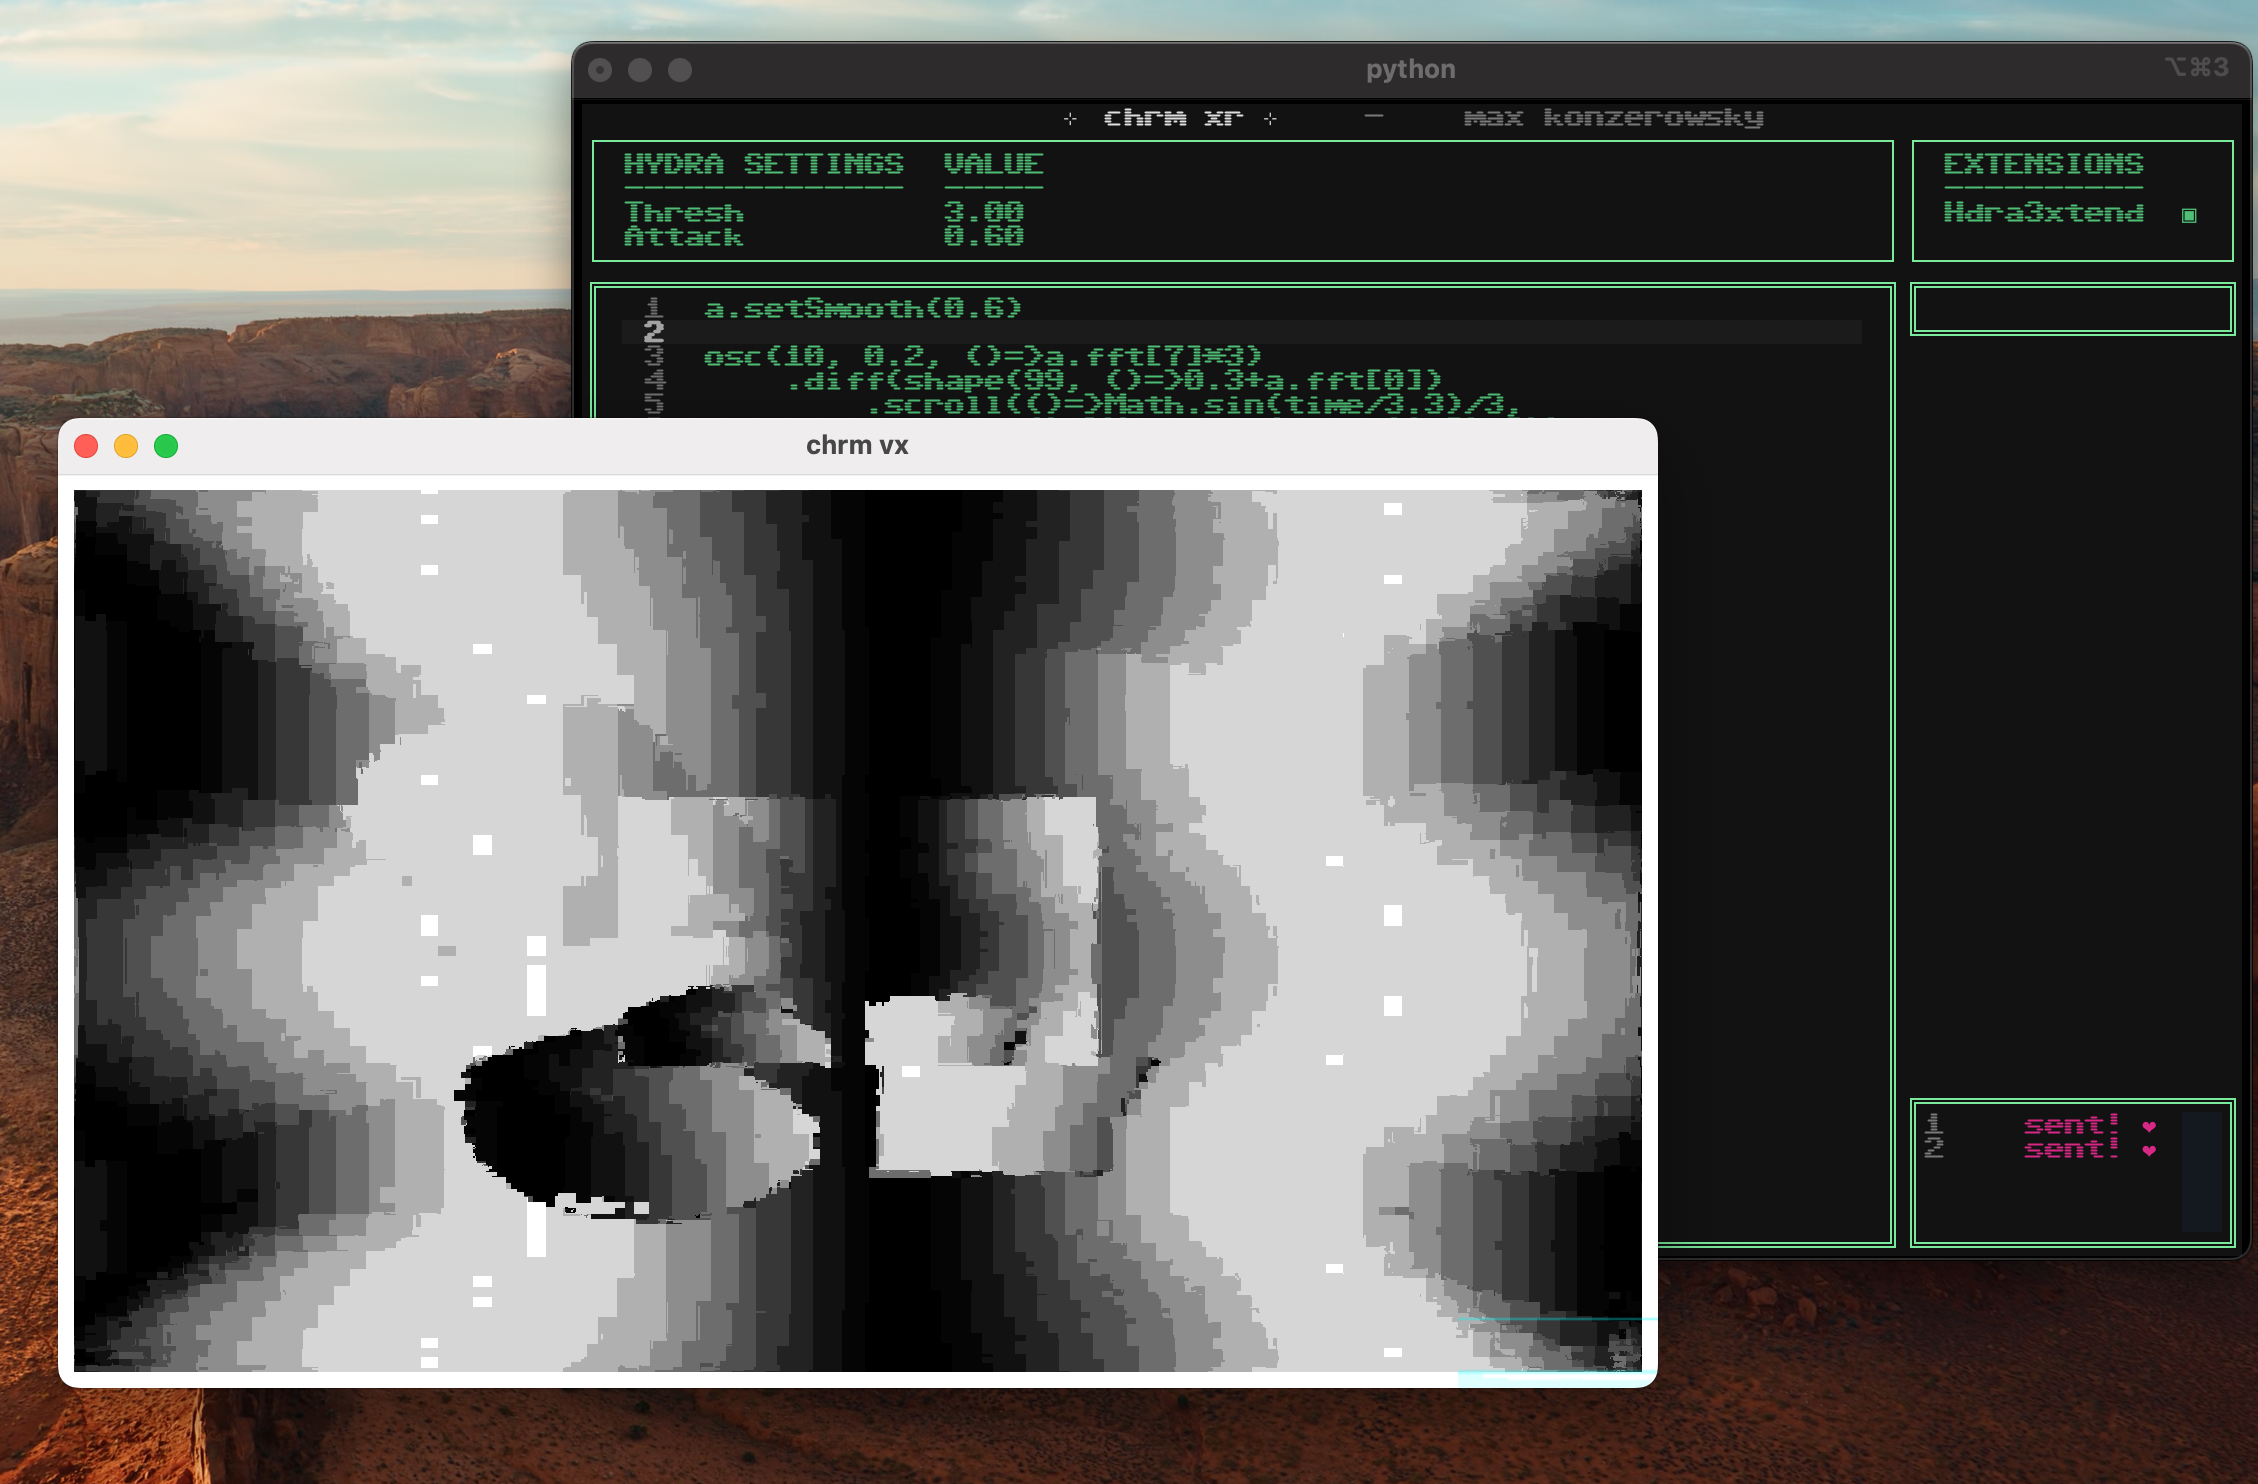 python
⌥⌘3
chrm xr
— max konzerowsky
HYDRA SETTINGS VALUE
Thresh 3.00
Attack 0.60
EXTENSIONS
Hdra3xtend
1 a.setSmooth(0.6)
2
3 osc(10, 0.2, ()=>a.fft[7]*3)
4 .diff(shape(99, ()=>0.3+a.fft[0])
5 .scroll(()=>Math.sin(time/3.3)/3,
chrm vx
1 sent! ❤
2 sent! ❤